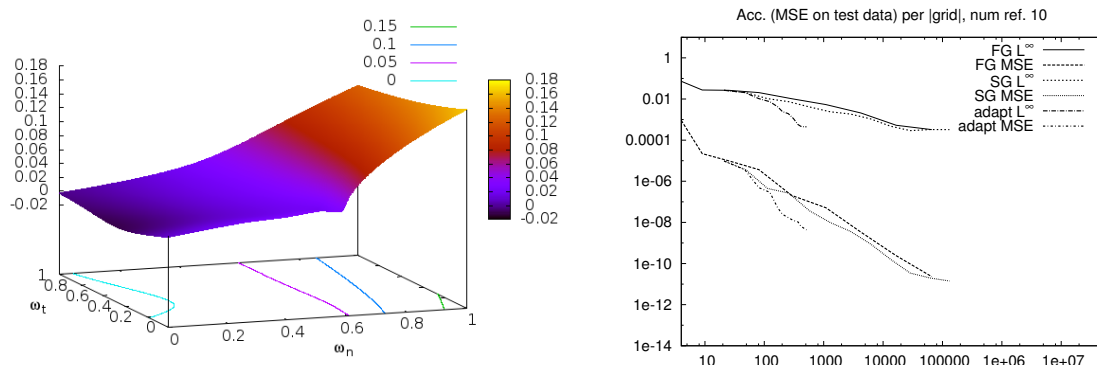 0.15
0.1
0.05
0
0.18
0.16
0.14
0.12
0.10
0.08
0.06
0.04
0.02
0
-0.02
0.18
0.16
0.14
0.12
0.10
0.08
0.06
0.04
0.02
0
-0.02
1
0.8
0.6
0.4
0.2
0
ωt
0
0.2
0.4
0.6
0.8
1
ωn
Acc. (MSE on test data) per |grid|, num ref. 10
FG L∞
FG MSE
SG L∞
SG MSE
adapt L∞
adapt MSE
1
0.01
0.0001
1e-06
1e-08
1e-10
1e-12
1e-14
10
100
1000
10000
100000
1e+06
1e+07